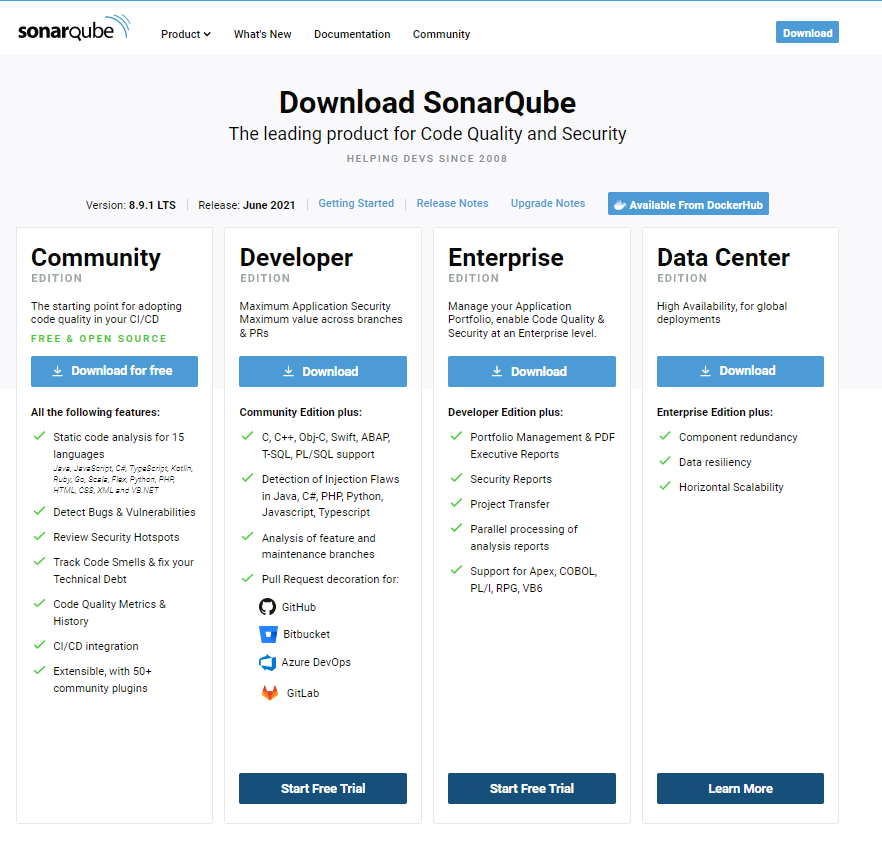 sonarqube
Product
What's New
Documentation
Community
Download
Download SonarQube
The leading product for Code Quality and Security
HELPING DEVS SINCE 2008
Version: 8.9.1 LTS
Release: June 2021
Getting Started
Release Notes
Upgrade Notes
Available From DockerHub
Community
EDITION
The starting point for adopting
code quality in your CI/CD
FREE & OPEN SOURCE
Download for free
All the following features:
Static code analysis for 15
languages
Java, JavaScript, C#, TypeScript, Kotlin,
Ruby, Go, Scala, Flex, Python, PHP,
HTML, CSS, XML and VB.NET
Detect Bugs & Vulnerabilities
Review Security Hotspots
Track Code Smells & fix your
Technical Debt
Code Quality Metrics &
History
CI/CD integration
Extensible, with 50+
community plugins
Developer
EDITION
Maximum Application Security
Maximum value across branches
& PRs
Download
Community Edition plus:
C, C++, Obj-C, Swift, ABAP,
T-SQL, PL/SQL support
Detection of Injection Flaws
in Java, C#, PHP, Python,
Javascript, Typescript
Analysis of feature and
maintenance branches
Pull Request decoration for:
GitHub
Bitbucket
Azure DevOps
GitLab
Start Free Trial
Enterprise
EDITION
Manage your Application
Portfolio, enable Code Quality &
Security at an Enterprise level.
Download
Developer Edition plus:
Portfolio Management & PDF
Executive Reports
Security Reports
Project Transfer
Parallel processing of
analysis reports
Support for Apex, COBOL,
PL/I, RPG, VB6
Start Free Trial
Data Center
EDITION
High Availability, for global
deployments
Download
Enterprise Edition plus:
Component redundancy
Data resiliency
Horizontal Scalability
Learn More